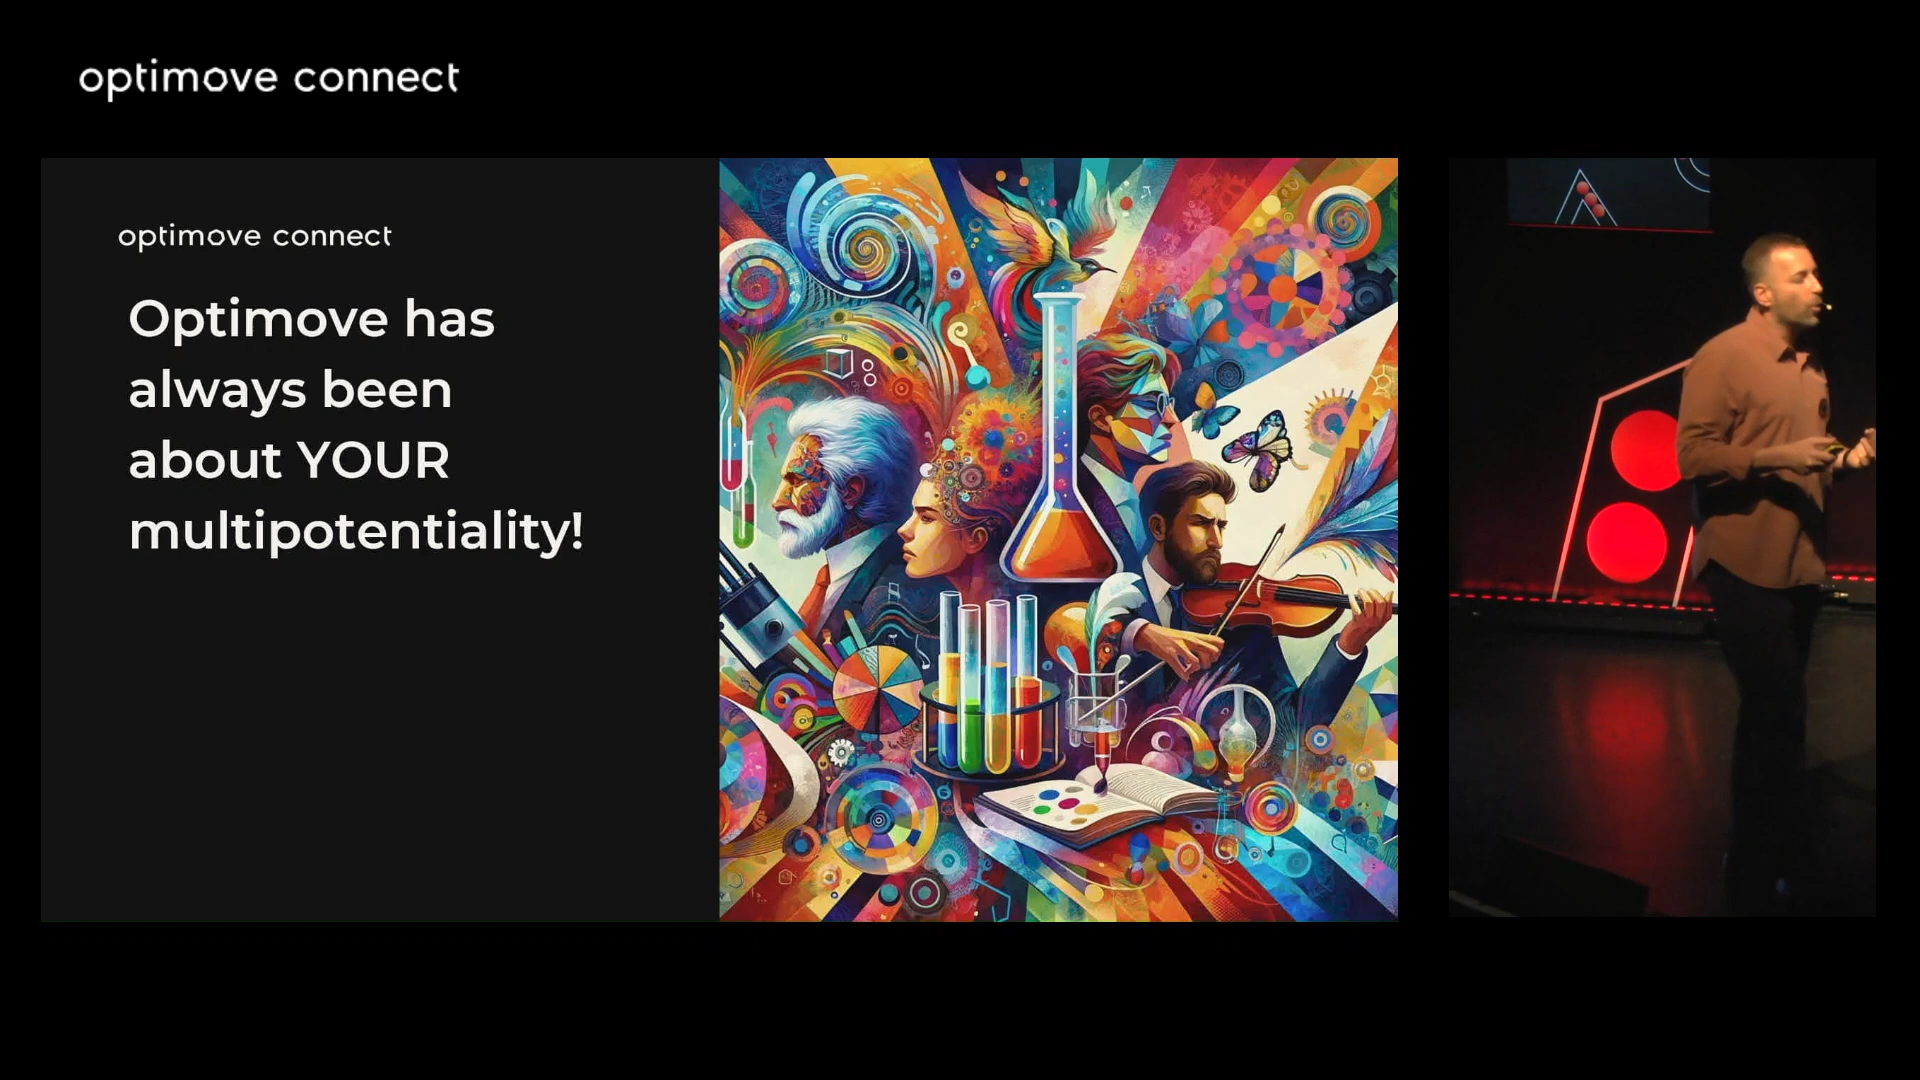 optimove connect
optimove connect
Optimove has
always been
about YOUR
multipotentiality!